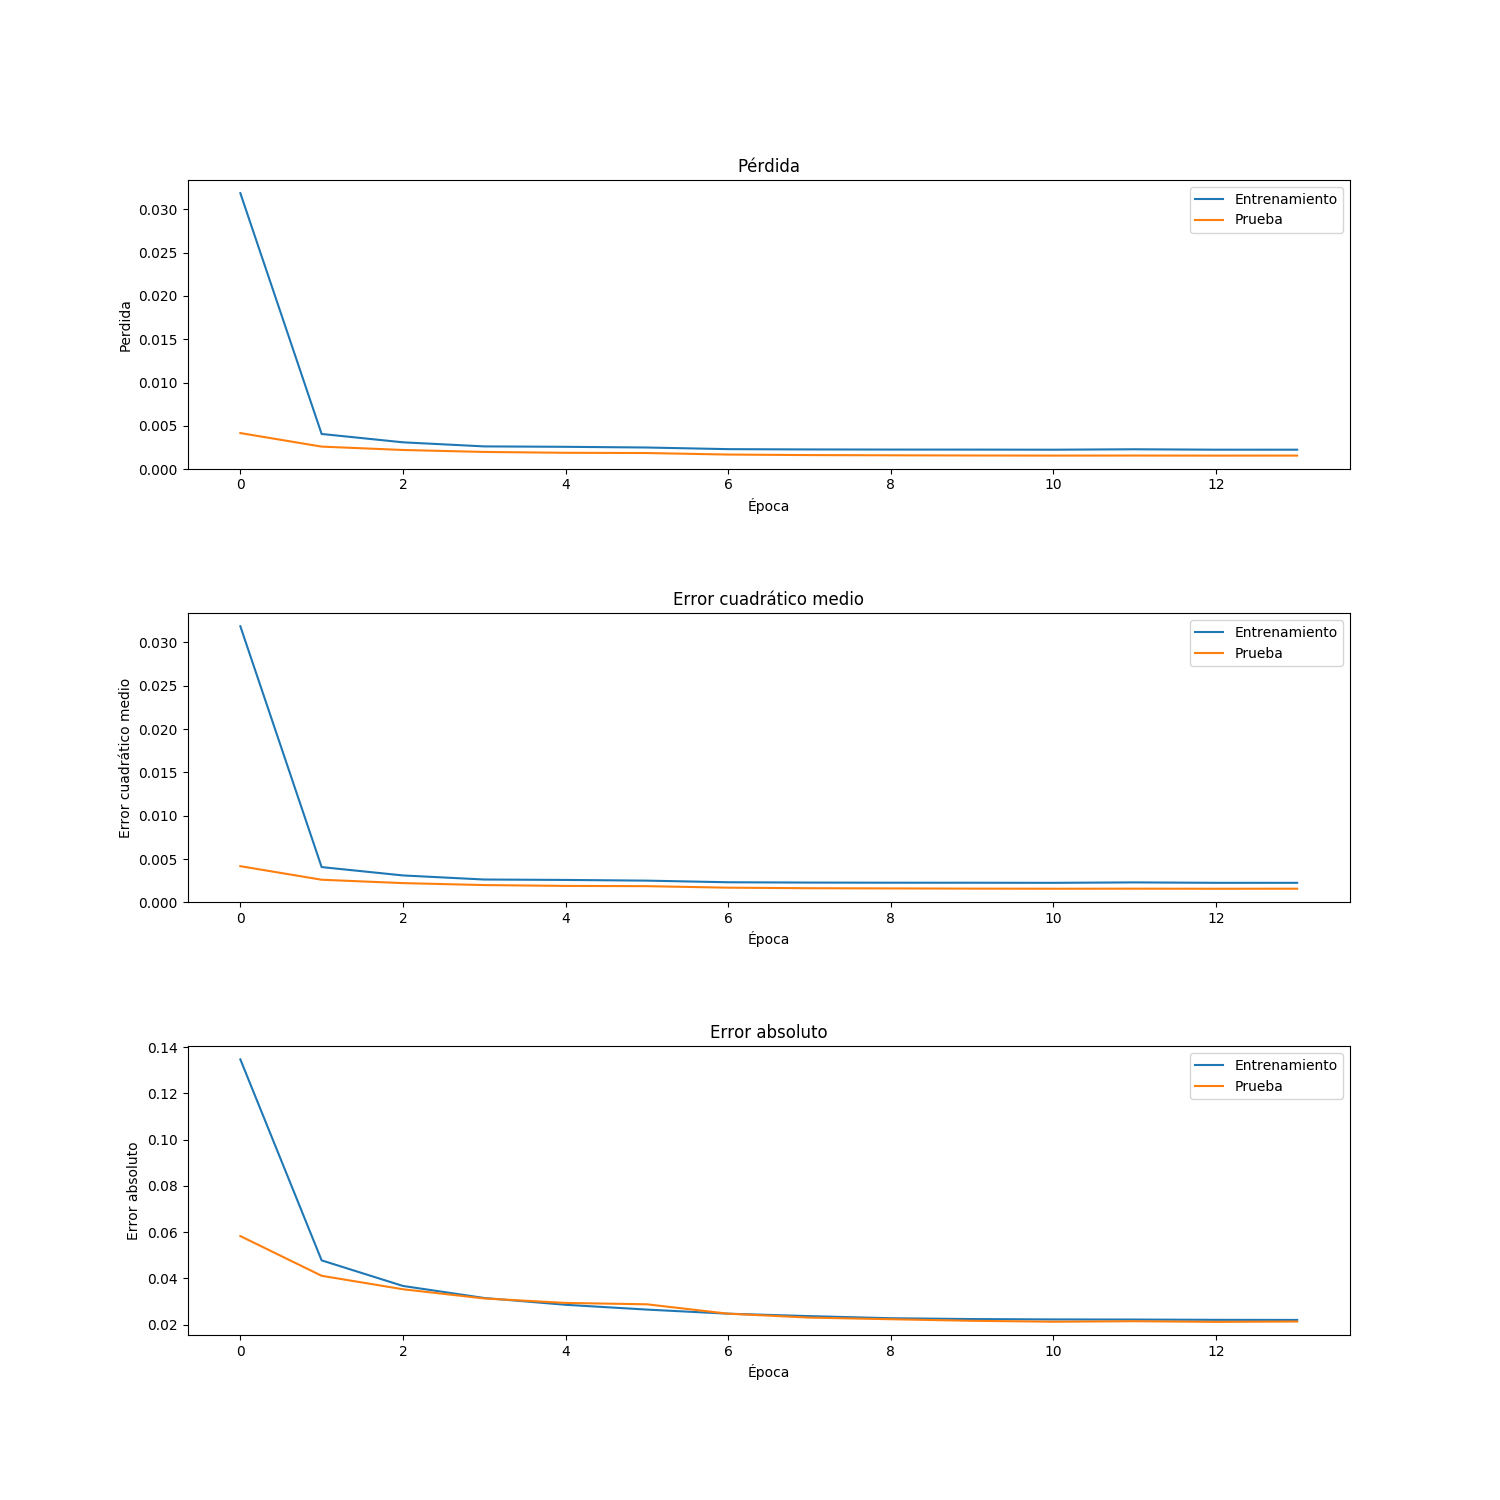 Pérdida
0.030
0.025
0.020
0.015
0.010
0.005
0.000
Perdida
Entrenamiento
Prueba
0 2 4 6 8 10 12
Época
Error cuadrático medio
0.030
0.025
0.020
0.015
0.010
0.005
0.000
Error cuadrático medio
Entrenamiento
Prueba
0 2 4 6 8 10 12
Época
Error absoluto
0.14
0.12
0.10
0.08
0.06
0.04
0.02
Error absoluto
Entrenamiento
Prueba
0 2 4 6 8 10 12
Época